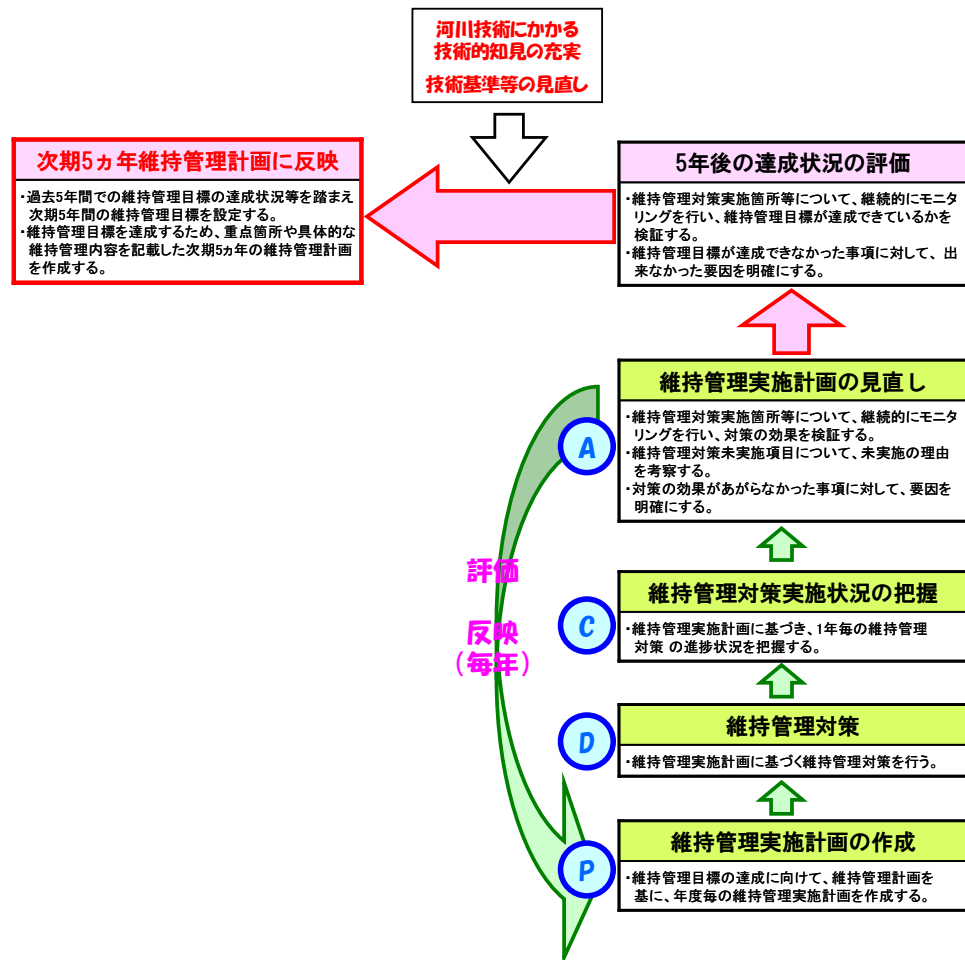 河川技術にかかる
技術的知見の充実
技術基準等の見直し
次期5ヵ年維持管理計画に反映
・過去5年間での維持管理目標の達成状況等を踏まえ
次期5年間の維持管理目標を設定する。
・維持管理目標を達成するため、重点箇所や具体的な
維持管理内容を記載した次期5ヵ年の維持管理計画
を作成する。
5年後の達成状況の評価
・維持管理対策実施箇所等について、継続的にモニタ
リングを行い、維持管理目標が達成できているかを
検証する。
・維持管理目標が達成できなかった事項に対して、出
来なかった要因を明確にする。
維持管理実施計画の見直し
・維持管理対策実施箇所等について、継続的にモニタ
リングを行い、対策の効果を検証する。
・維持管理対策未実施項目について、未実施の理由
を考察する。
・対策の効果があがらなかった事項に対して、要因を
明確にする。
A
評価
反映
(毎年)
維持管理対策実施状況の把握
・維持管理実施計画に基づき、1年毎の維持管理
対策 の進捗状況を把握する。
C
維持管理対策
・維持管理実施計画に基づく維持管理対策を行う。
D
維持管理実施計画の作成
・維持管理目標の達成に向けて、維持管理計画を
基に、年度毎の維持管理実施計画を作成する。
P